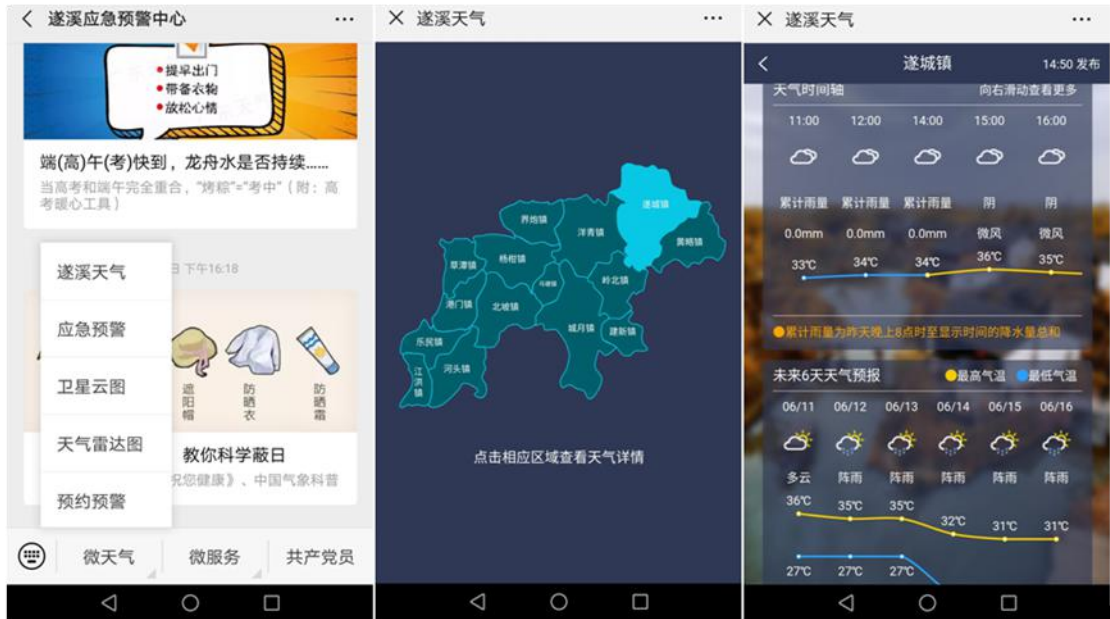 遂溪应急预警中心
提早出门
带备衣物
放松心情
端(高)午(考)快到，龙舟水是否持续......
当高考和端午完全重合，“烤粽”=“考中”（附：高
考暖心工具）
日 下午16:18
遂溪天气
应急预警
卫星云图
天气雷达图
预约预警
遮阳帽
防晒衣
防晒霜
教你科学蔽日
祝您健康》、中国气象科普
微天气
微服务
共产党员
遂溪天气
遂城镇
界炮镇
洋青镇
黄略镇
草潭镇
杨柑镇
岭北镇
港门镇
北坡镇
城月镇
建新镇
乐民镇
河头镇
江洪镇
点击相应区域查看天气详情
遂溪天气
遂城镇
14:50 发布
天气时间轴
向右滑动查看更多
11:00 12:00 14:00 15:00 16:00
累计雨量 累计雨量 累计雨量 阴 阴
0.0mm 0.0mm 0.0mm 微风 微风
33℃ 34℃ 34℃ 36℃ 35℃
累计雨量为昨天晚上8点时至显示时间的降水量总和
未来6天天气预报 最高气温 最低气温
06/11 06/12 06/13 06/14 06/15 06/16
多云 阵雨 阵雨 阵雨 阵雨 阵雨
36℃ 35℃ 35℃ 32℃ 31℃ 31℃
27℃ 27℃ 27℃